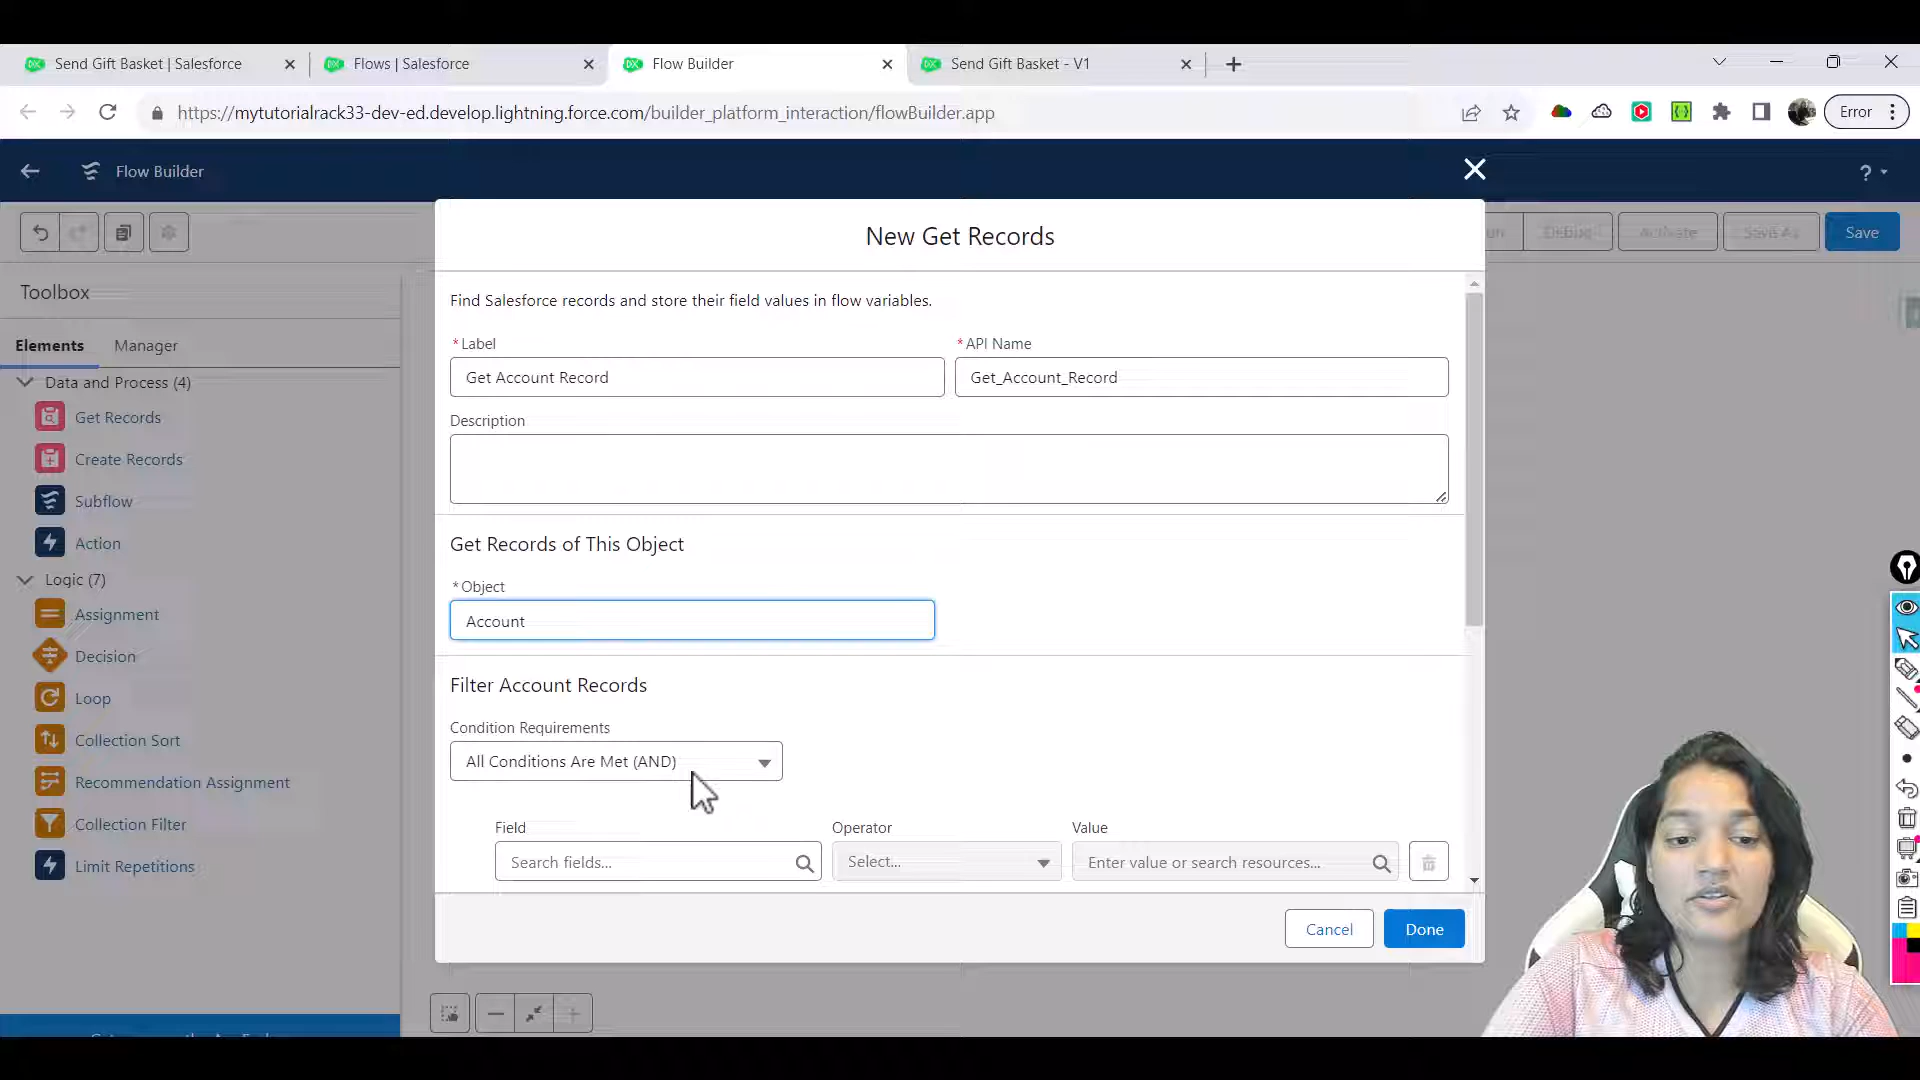 Send Gift Basket | Salesforce
Flows | Salesforce
Flow Builder
Send Gift Basket - V1
https://mytutorialrack33-dev-ed.develop.lightning.force.com/builder_platform_interaction/flowBuilder.app
Error
Flow Builder
?
New Get Records
Debug
Activate
Save As
Save
Toolbox
Find Salesforce records and store their field values in flow variables.
Elements
Manager
*Label
*API Name
Get Account Record
Get_Account_Record
Data and Process (4)
Get Records
Description
Create Records
Subflow
Action
Get Records of This Object
Logic (7)
*Object
Assignment
Account
Decision
Filter Account Records
Loop
Condition Requirements
Collection Sort
All Conditions Are Met (AND)
Recommendation Assignment
Collection Filter
Field
Operator
Value
Limit Repetitions
Search fields...
Select...
Enter value or search resources...
Cancel
Done